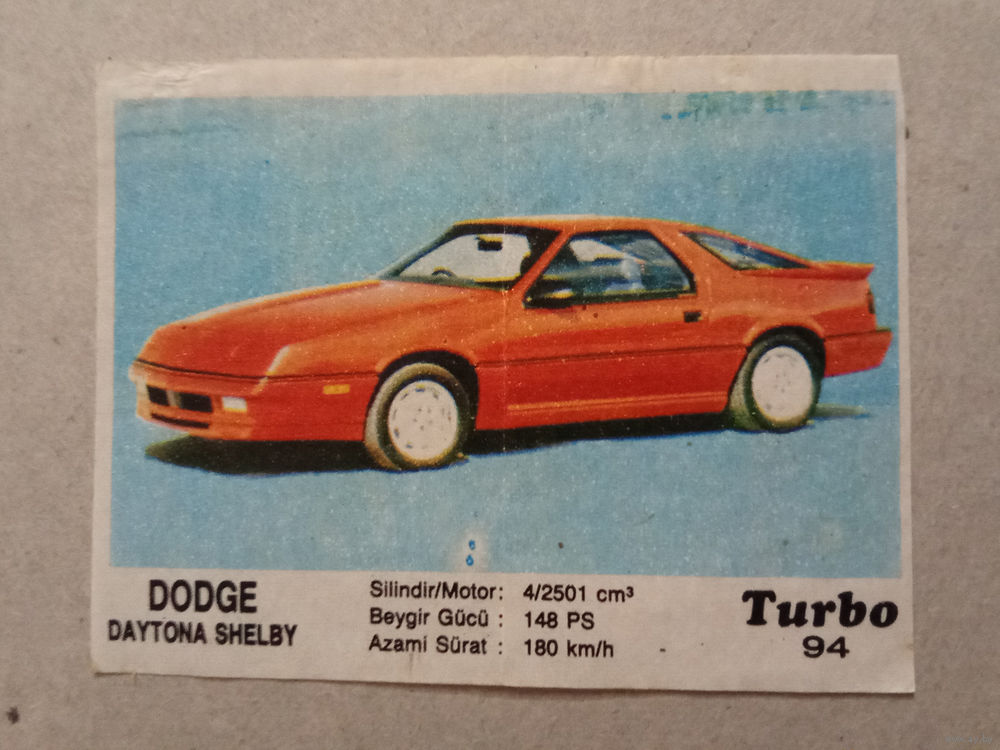 DODGE
DAYTONA SHELBY
Silindir/Motor: 4/2501 cm³
Beygir Gücü : 148 PS
Azami Sürat : 180 km/h
Turbo
94